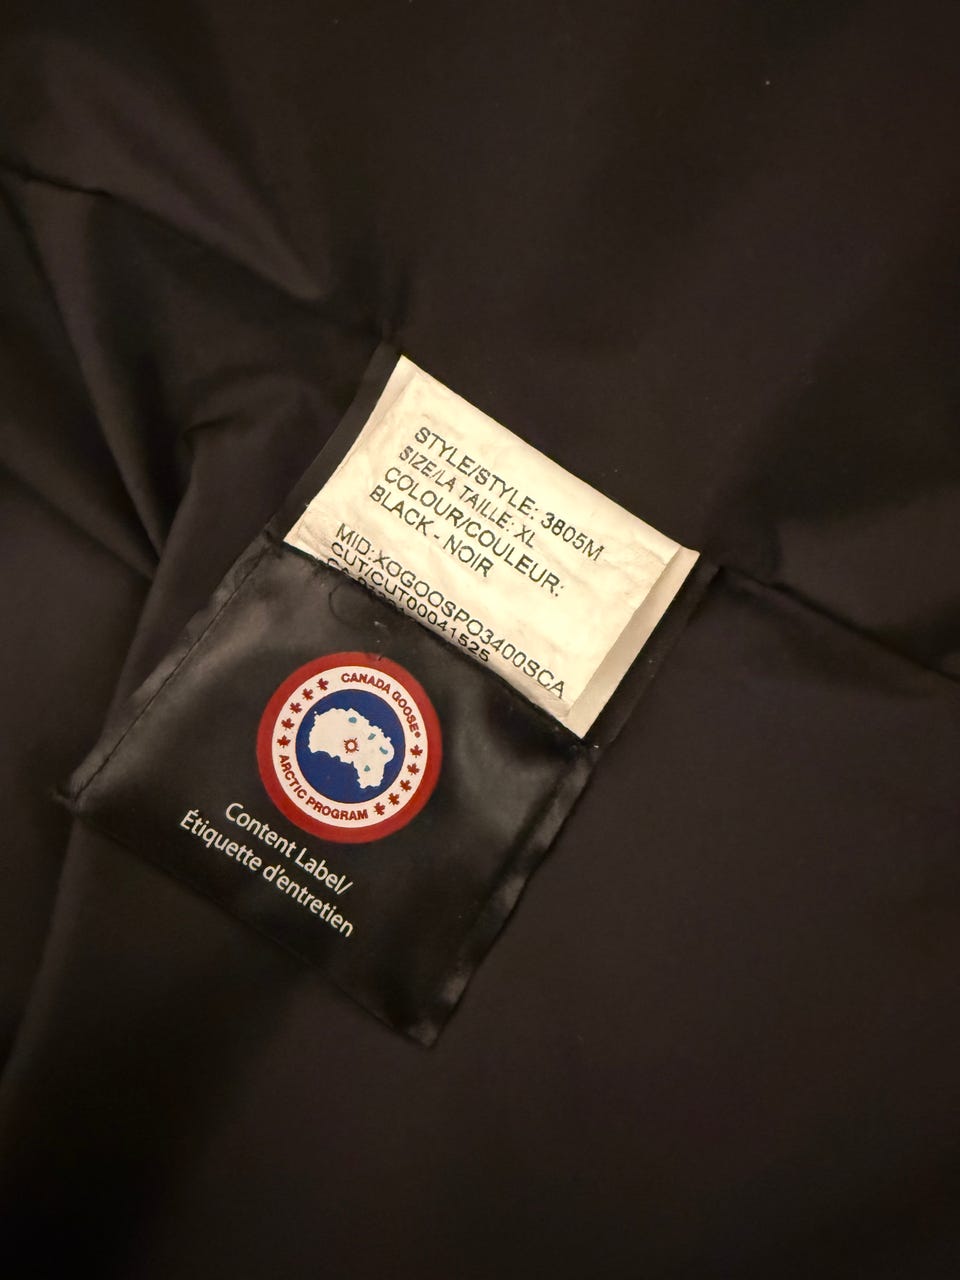 STYLE/STYLE: 3805M
SIZE/LA TAILLE: XL
COLOUR/COULEUR:
BLACK - NOIR
MID:XOGOOSPO3400SCA
CUT/CUT00041525
CANADA GOOSE®
ARCTIC PROGRAM
Content Label/
Étiquette d'entretien